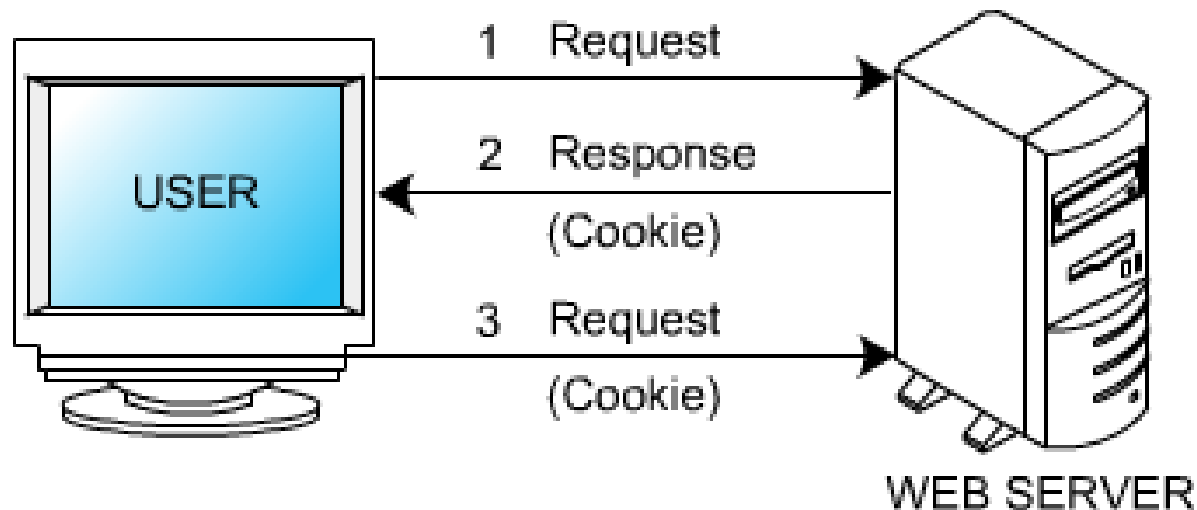 1 Request
USER
2 Response
(Cookie)
3 Request
(Cookie)
WEB SERVER